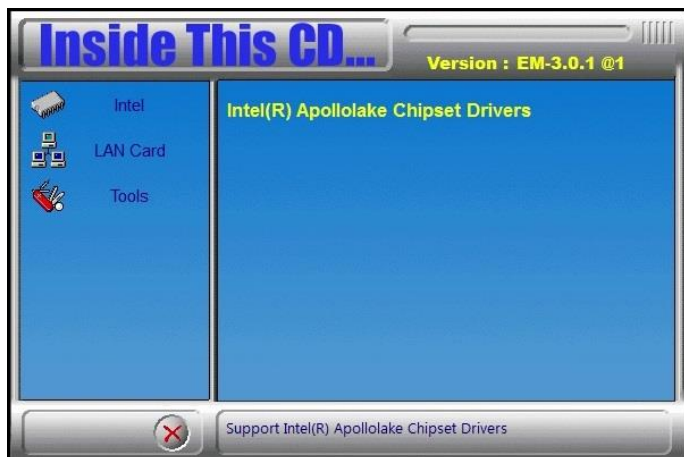 Inside This CD...
Version : EM-3.0.1 @1
Intel
LAN Card
Tools
Intel(R) Apollolake Chipset Drivers
Support Intel(R) Apollolake Chipset Drivers